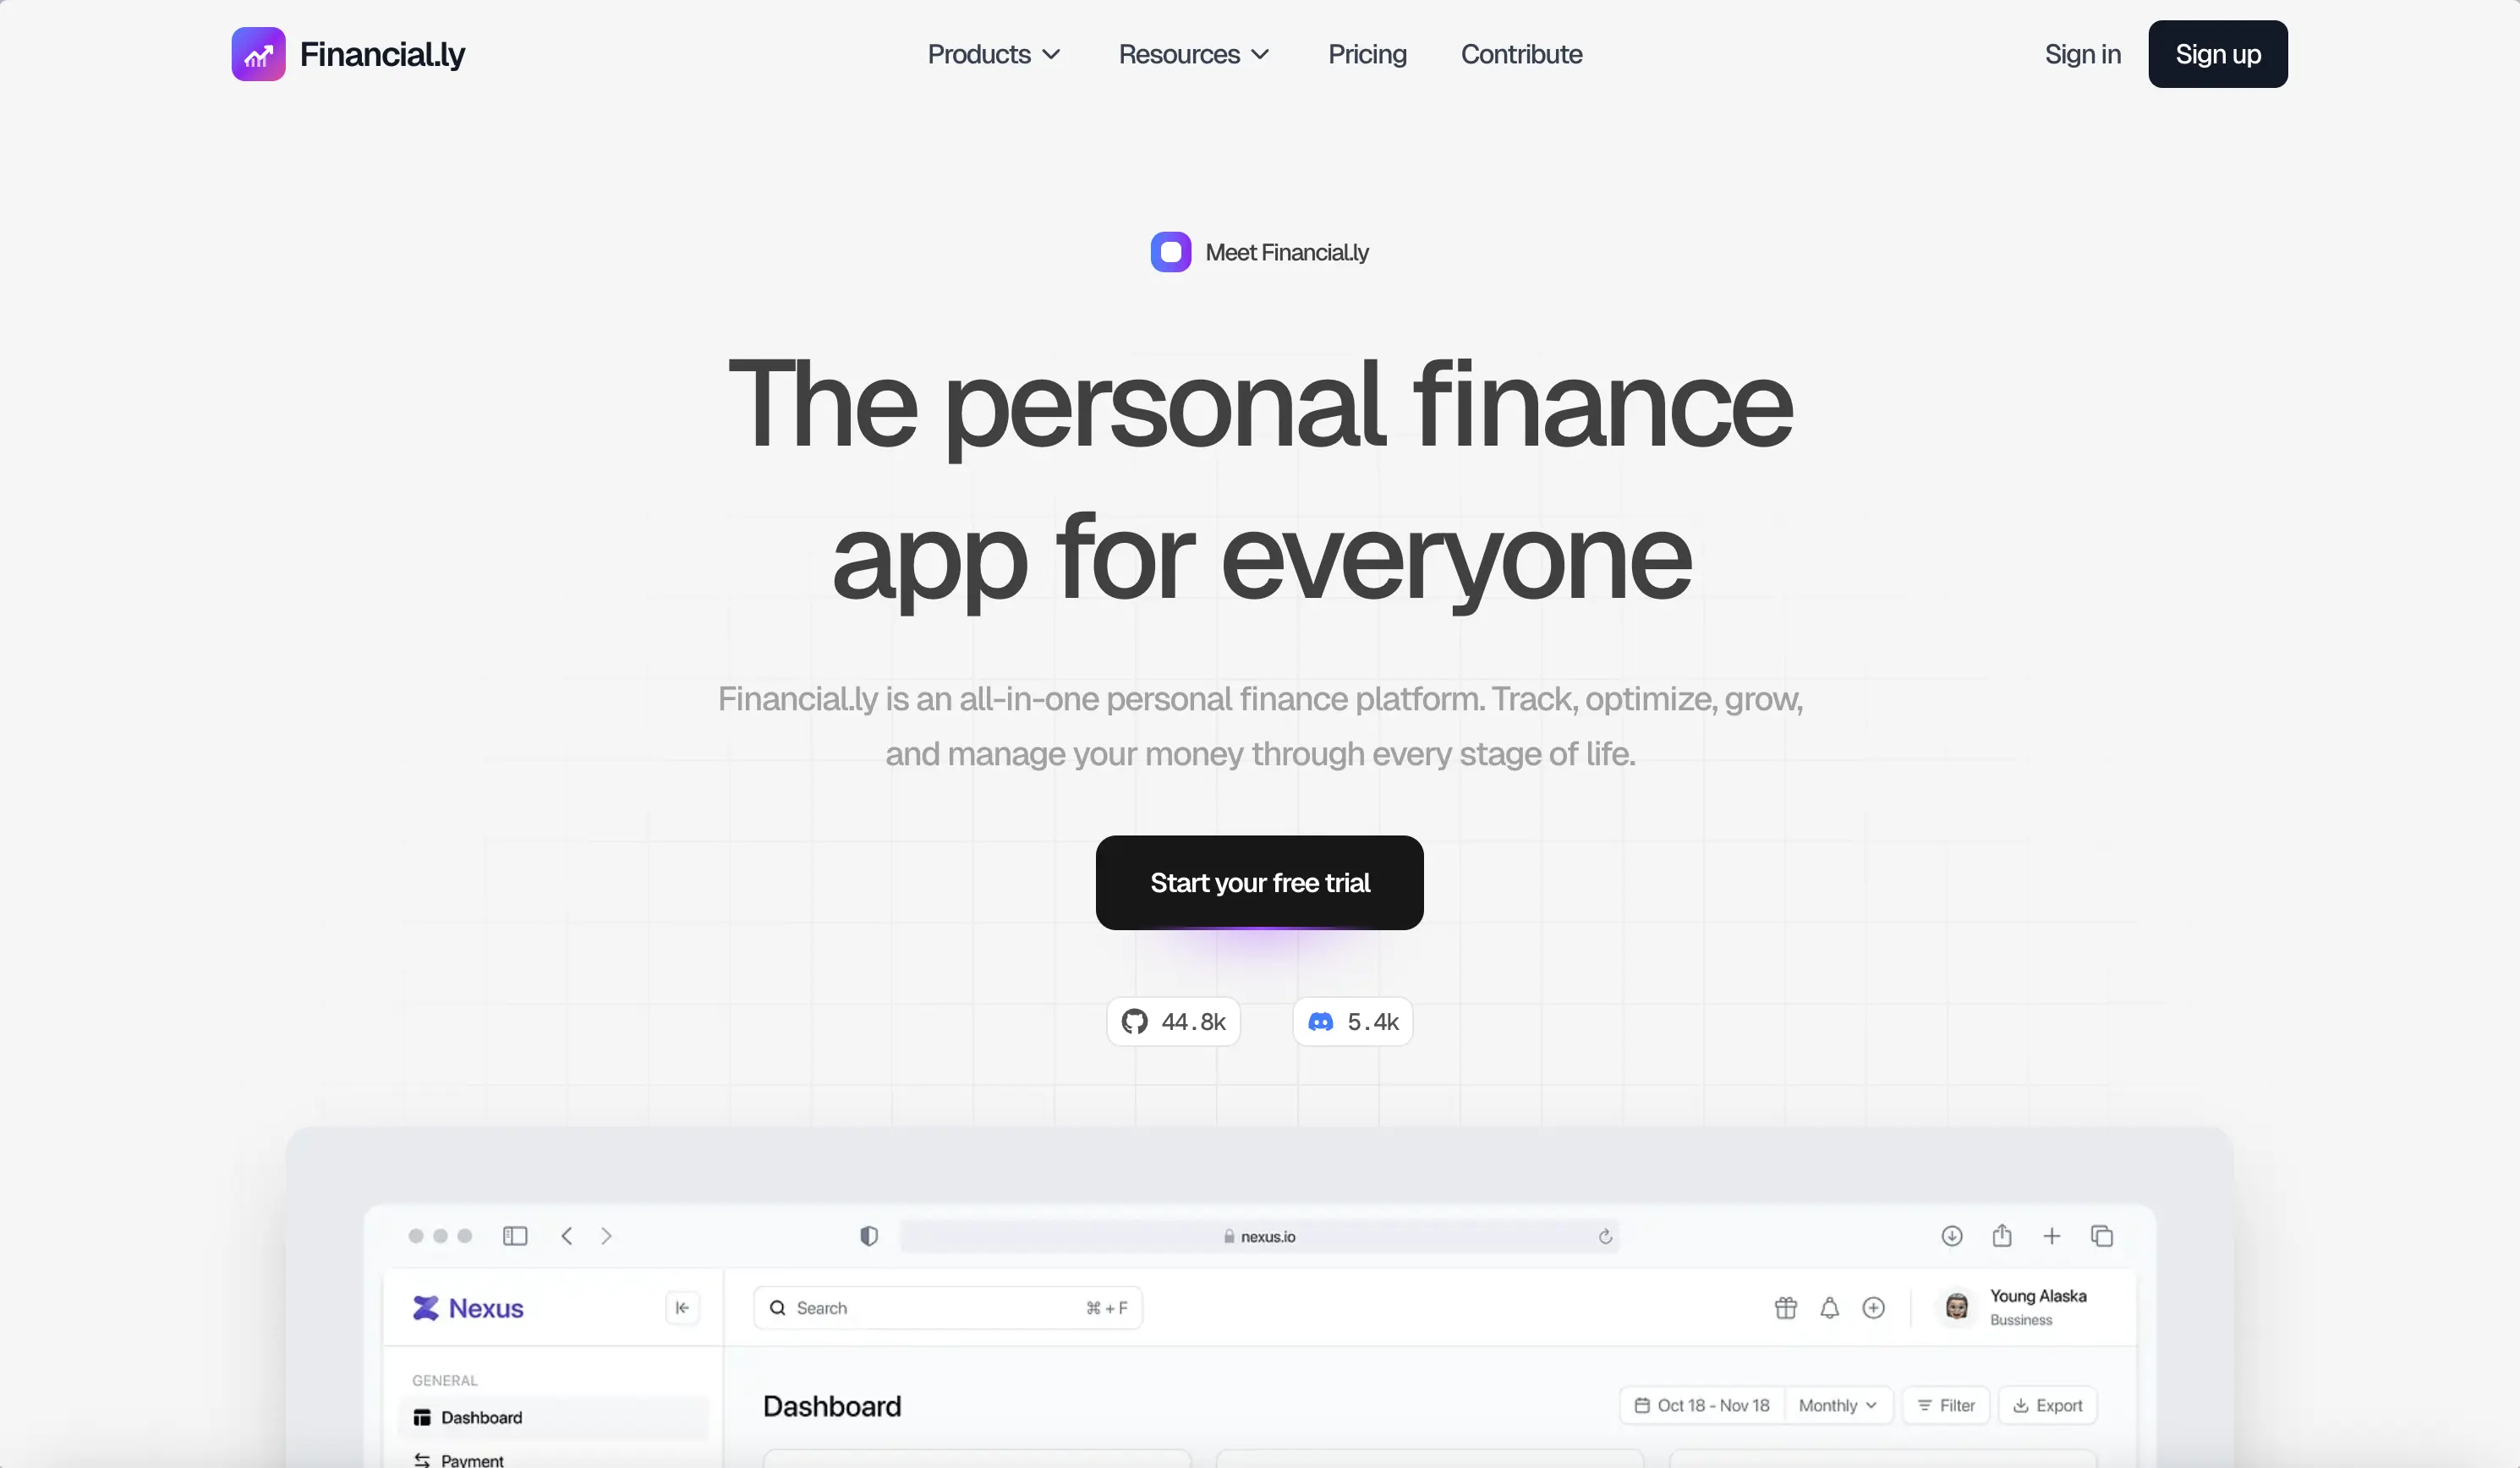 Financial.ly
Products
Resources
Pricing
Contribute
Sign in
Sign up
Meet Financial.ly
The personal finance
app for everyone
Financial.ly is an all-in-one personal finance platform. Track, optimize, grow,
and manage your money through every stage of life.
Start your free trial
44.8k
5.4k
nexus.io
Nexus
Search
⌘ + F
Young Alaska
Bussiness
GENERAL
Dashboard
Payment
Dashboard
Oct 18 - Nov 18
Monthly
Filter
Export